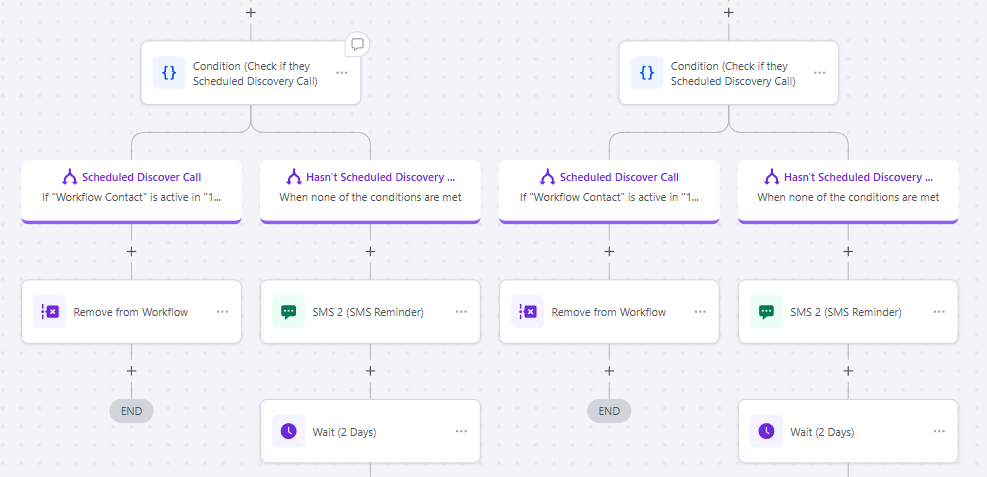 Condition (Check if they
Scheduled Discovery Call)
Condition (Check if they
Scheduled Discovery Call)
Scheduled Discover Call
If "Workflow Contact" is active in "1...
Hasn't Scheduled Discovery ...
When none of the conditions are met
Scheduled Discover Call
If "Workflow Contact" is active in "1...
Hasn't Scheduled Discovery ...
When none of the conditions are met
Remove from Workflow
SMS 2 (SMS Reminder)
Remove from Workflow
SMS 2 (SMS Reminder)
END
Wait (2 Days)
END
Wait (2 Days)